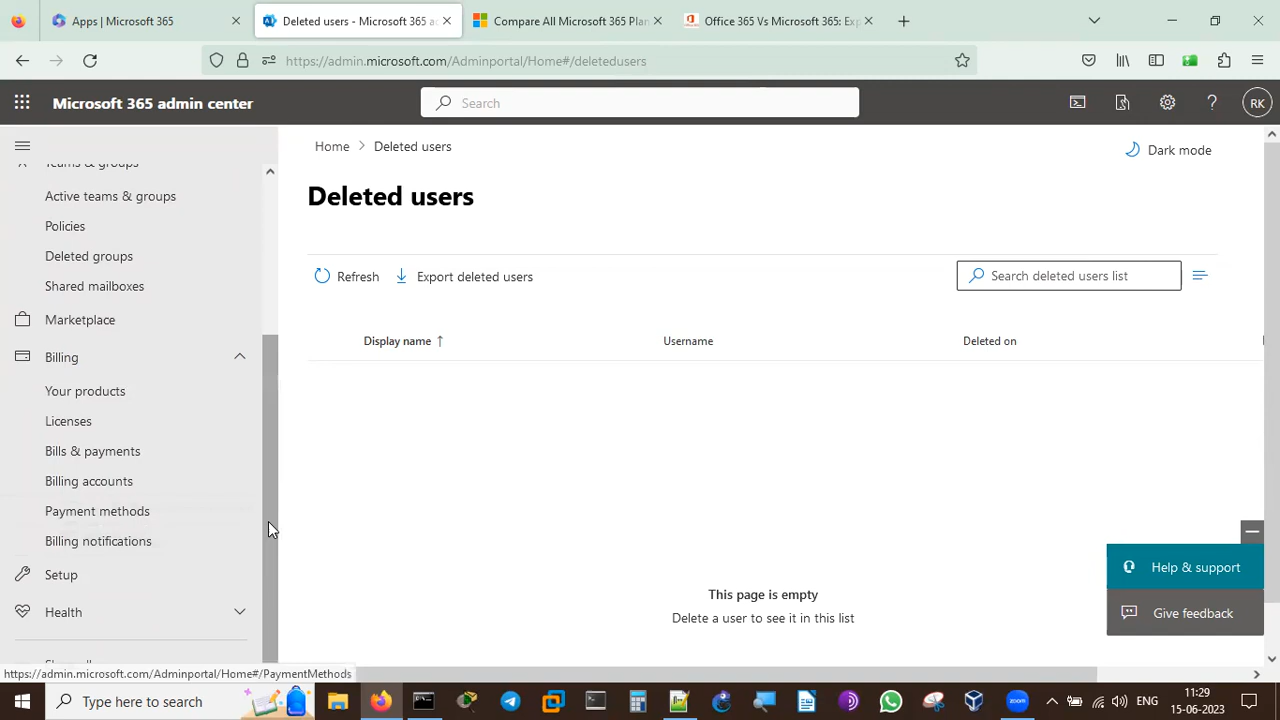 Apps | Microsoft 365
Deleted users - Microsoft 365 a
Compare All Microsoft 365 Plan
Office 365 Vs Microsoft 365: Exp
https://admin.microsoft.com/Adminportal/Home#/deletedusers
Microsoft 365 admin center
Search
RK
Home
Deleted users
Dark mode
Teams & groups
Active teams & groups
Policies
Deleted groups
Shared mailboxes
Marketplace
Billing
Your products
Licenses
Bills & payments
Billing accounts
Payment methods
Billing notifications
Setup
Health
Deleted users
Refresh
Export deleted users
Search deleted users list
Display name ↑
Username
Deleted on
This page is empty
Delete a user to see it in this list
Help & support
Give feedback
https://admin.microsoft.com/Adminportal/Home#/PaymentMethods
Type here to search
ENG
11:29
15-06-2023